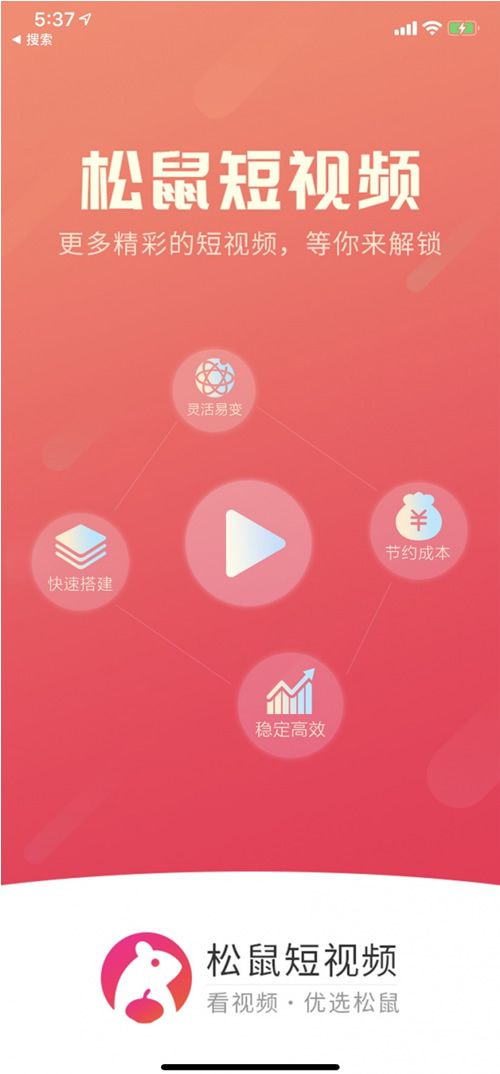 5:37
搜索
松鼠短视频
更多精彩的短视频，等你来解锁
灵活易变
节约成本
快速搭建
稳定高效
松鼠短视频
看视频·优选松鼠